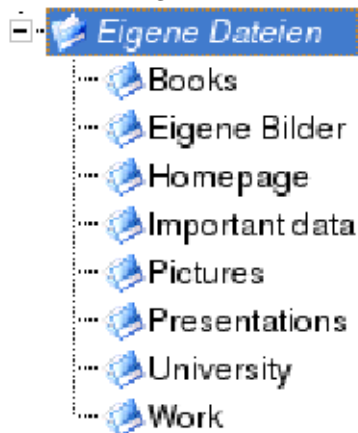 Eigene Dateien
Books
Eigene Bilder
Homepage
Important data
Pictures
Presentations
University
Work